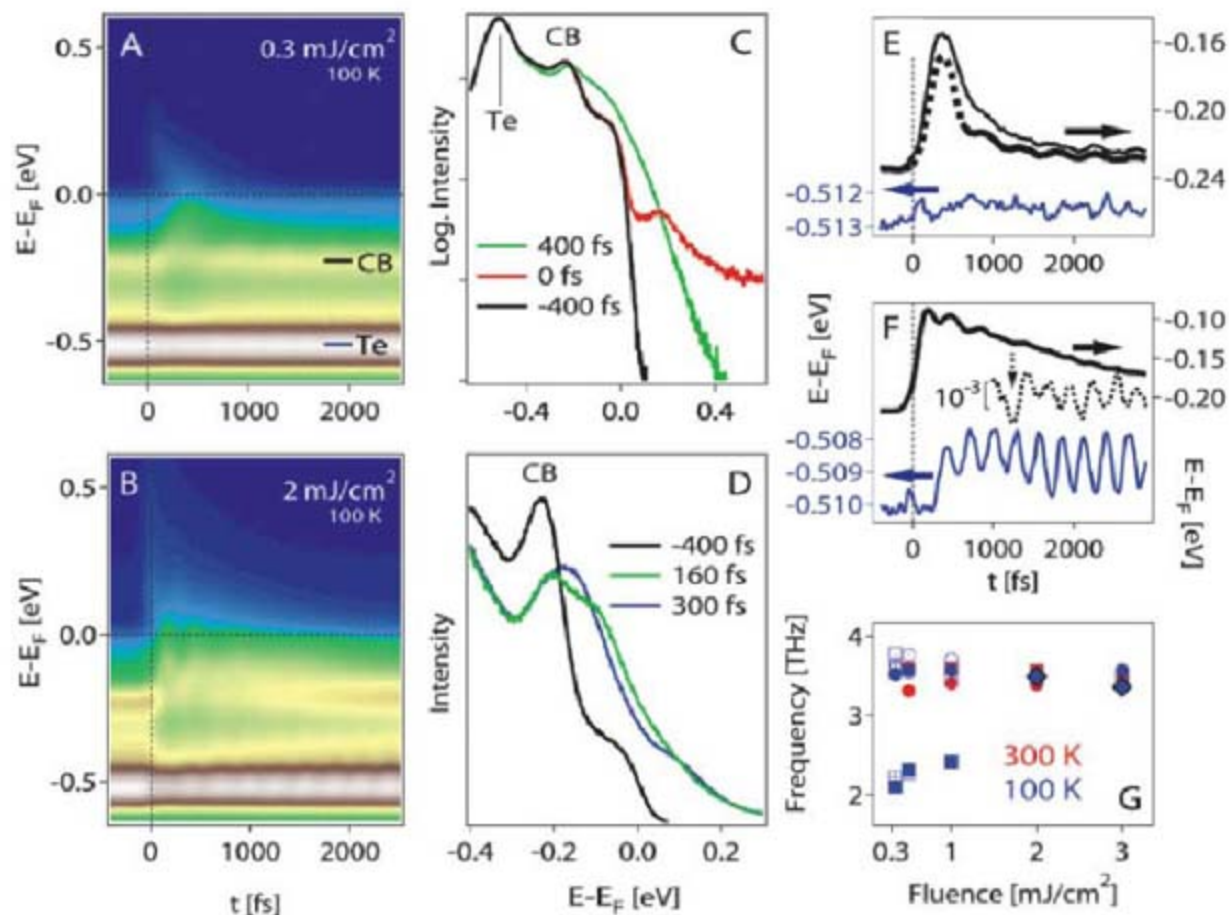 A
0.3 mJ/cm²
100 K
0.5
0.0
-0.5
E-E_F [eV]
CB
Te
0
1000
2000
B
2 mJ/cm²
100 K
0.5
0.0
-0.5
E-E_F [eV]
0
1000
2000
t [fs]
C
CB
Te
Log. Intensity
400 fs
0 fs
-400 fs
-0.4
0.0
0.4
D
CB
-400 fs
160 fs
300 fs
Intensity
-0.4
-0.2
0.0
0.2
E-E_F [eV]
E
-0.16
-0.20
-0.24
-0.512
-0.513
0
1000
2000
E-E_F [eV]
F
-0.10
-0.15
-0.20
10⁻³
-0.508
-0.509
-0.510
0
1000
2000
t [fs]
E-E_F [eV]
Frequency [THz]
4
3
2
300 K
100 K
G
0.3
1
2
3
Fluence [mJ/cm²]